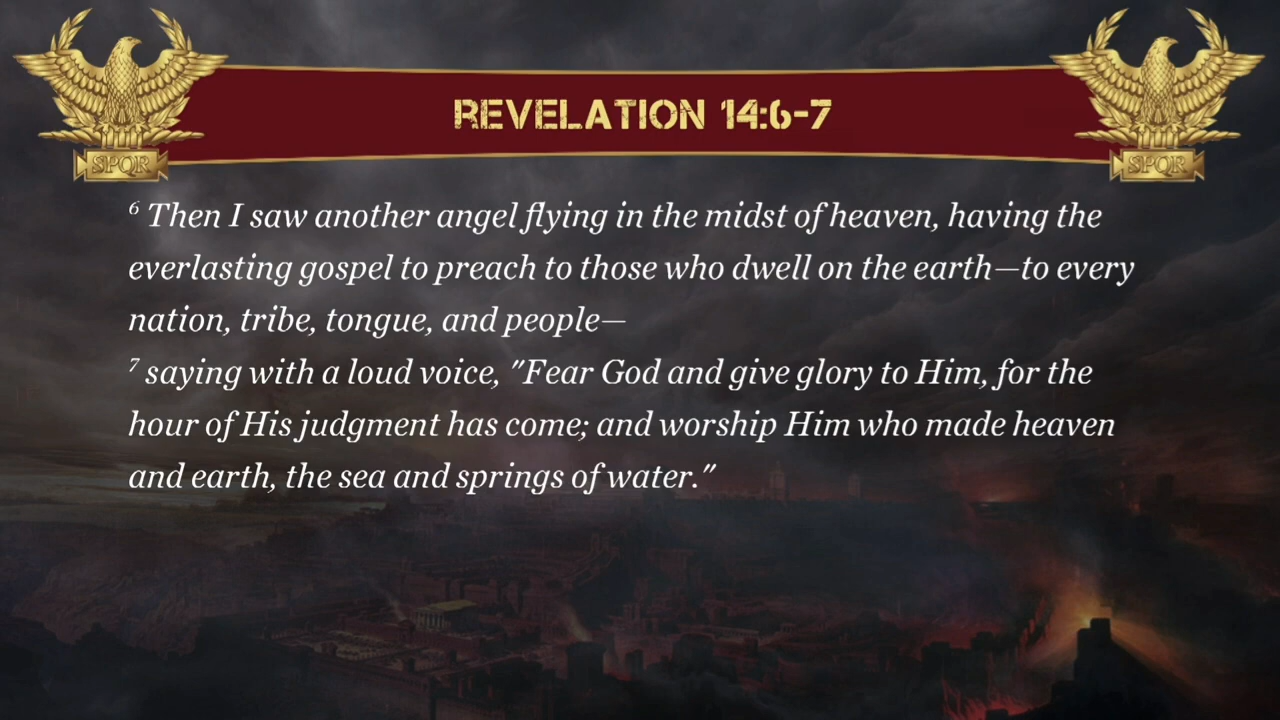 REVELATION 14:6-7
SPQR
SPQR
⁶ Then I saw another angel flying in the midst of heaven, having the
everlasting gospel to preach to those who dwell on the earth—to every
nation, tribe, tongue, and people—
⁷ saying with a loud voice, "Fear God and give glory to Him, for the
hour of His judgment has come; and worship Him who made heaven
and earth, the sea and springs of water."